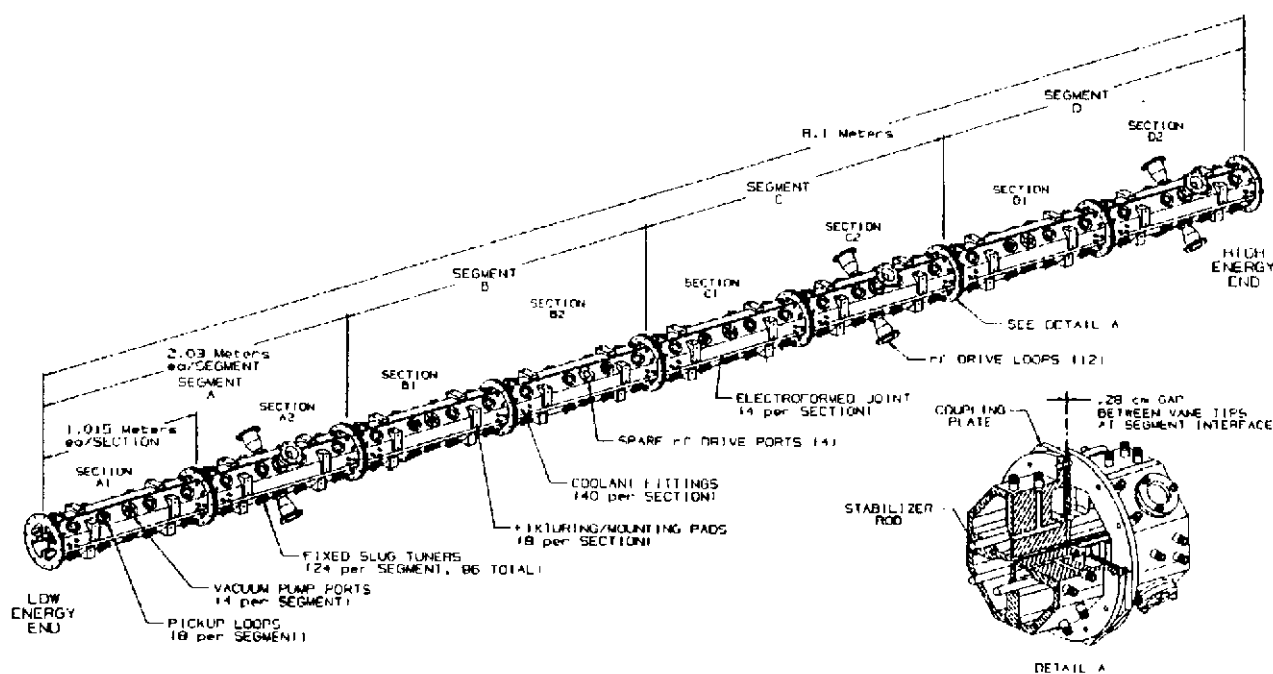 SEGMENT
D
8.1 Meters
SECTION
D2
SEGMENT
C
SECTION
D1
SECTION
C2
HIGH
ENERGY
END
SEGMENT
B
SECTION
C1
SECTION
B2
SEE DETAIL A
2.03 Meters
ea/SEGMENT
SEGMENT
A
rf DRIVE LOOPS (12)
SECTION
B1
ELECTROFORMED JOINT
(4 per SECTION)
.28 cm GAP
BETWEEN VANE TIPS
AT SEGMENT INTERFACE
COUPLING
PLATE
SECTION
A2
1.015 Meters
ea/SECTION
SPARE rf DRIVE PORTS (4)
SECTION
A1
COOLANT FITTINGS
(40 per SECTION)
STABILIZER
ROD
FIXTURING/MOUNTING PADS
(8 per SECTION)
FIXED SLUG TUNERS
(24 per SEGMENT, 96 TOTAL)
VACUUM PUMP PORTS
(4 per SEGMENT)
LOW
ENERGY
END
PICKUP LOOPS
(8 per SEGMENT)
DETAIL A